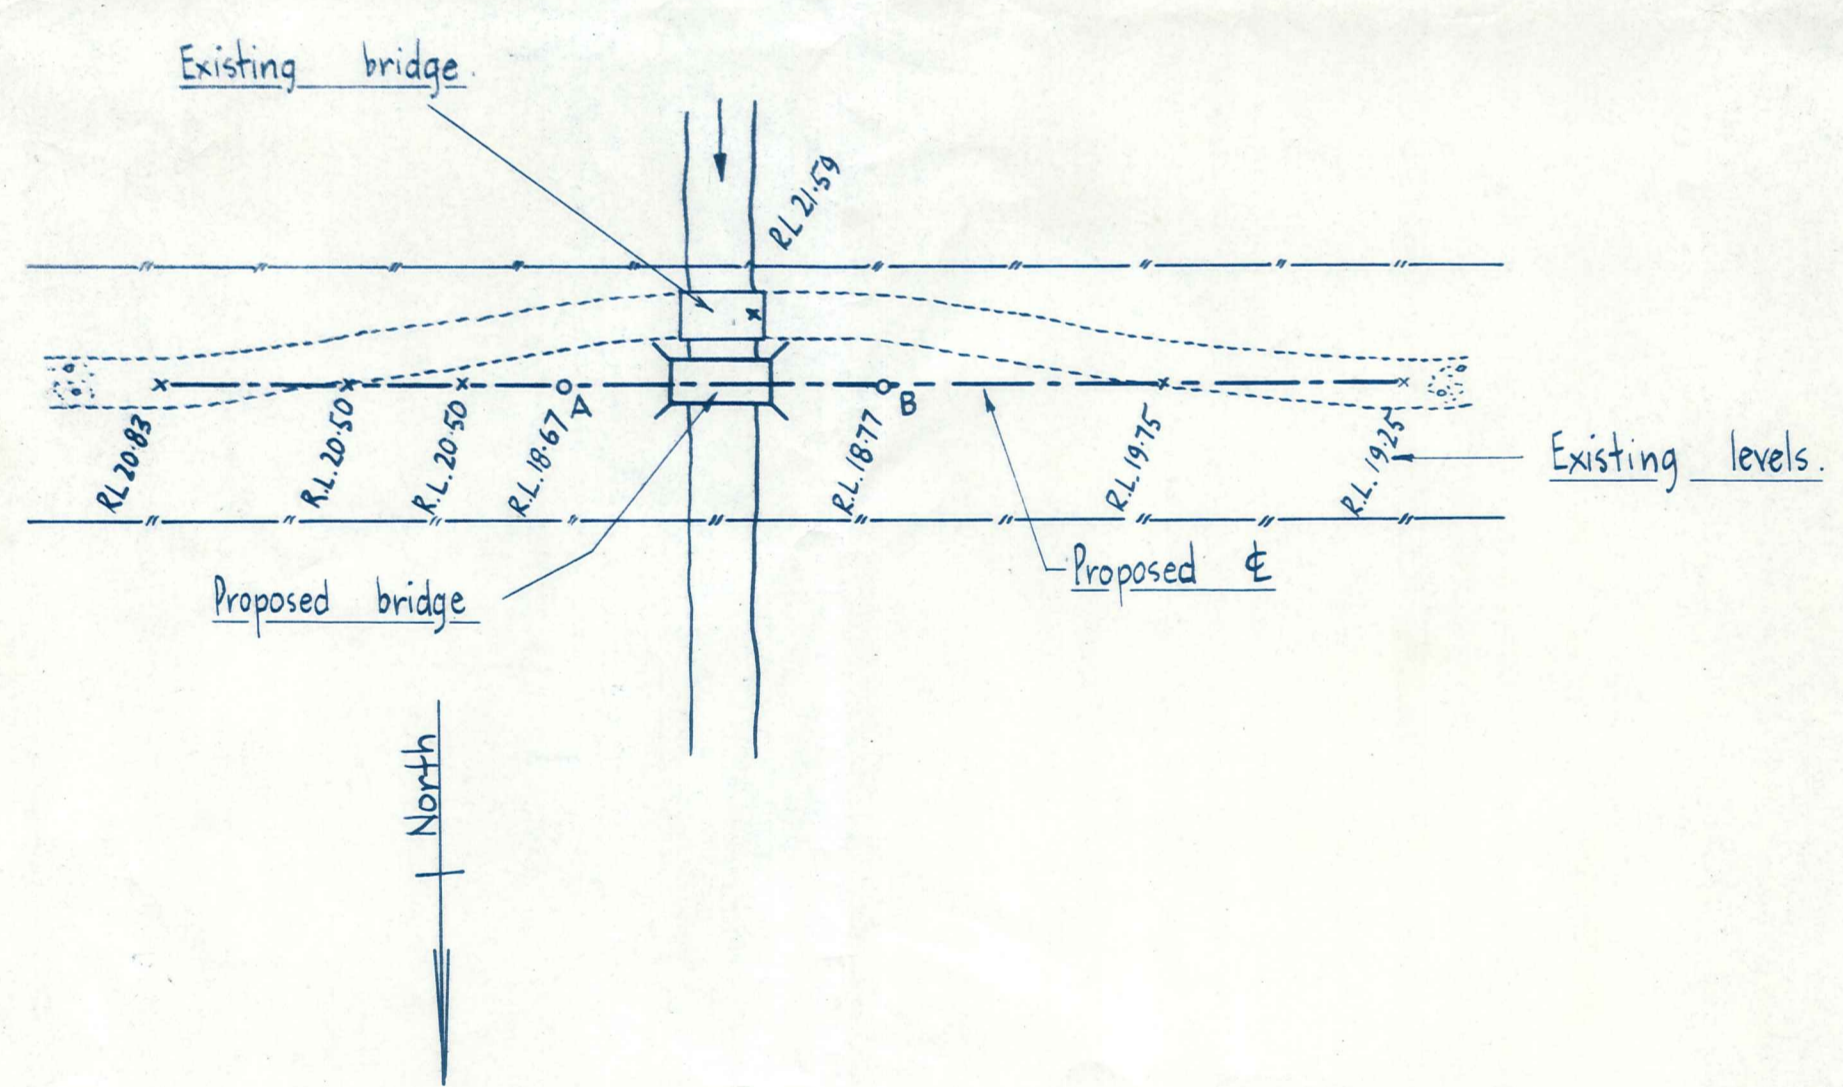 Existing bridge.
RL 21.59
A
B
RL 20.83
R.L. 20.50
R.L. 20.50
R.L. 18.67
R.L. 18.77
R.L. 19.75
R.L. 19.25
Existing levels.
Proposed ℄
Proposed bridge
North